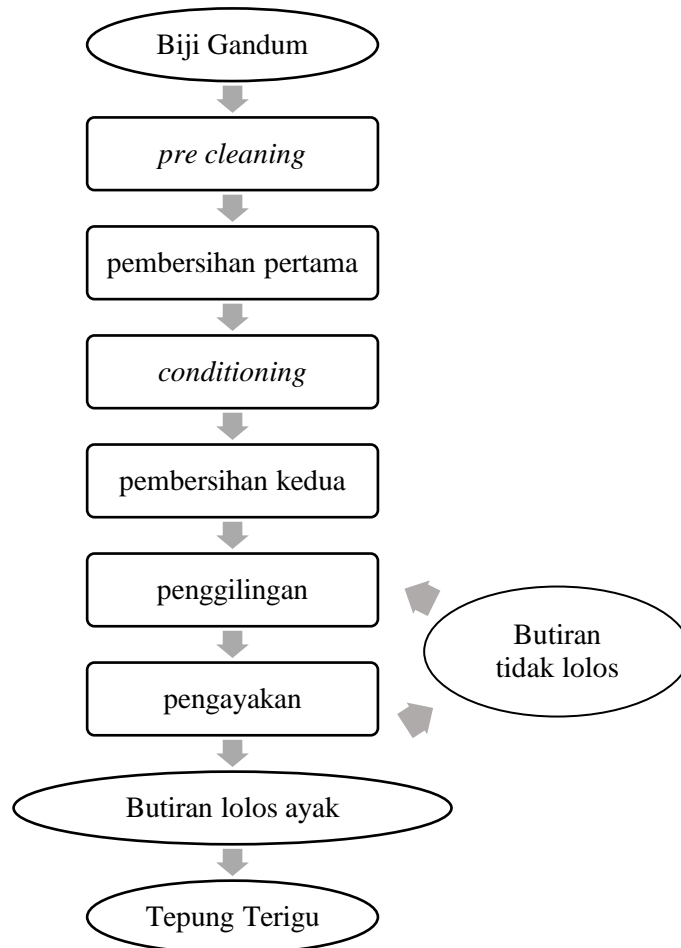 Biji Gandum
pre cleaning
pembersihan pertama
conditioning
pembersihan kedua
penggilingan
Butiran
tidak lolos
pengayakan
Butiran lolos ayak
Tepung Terigu